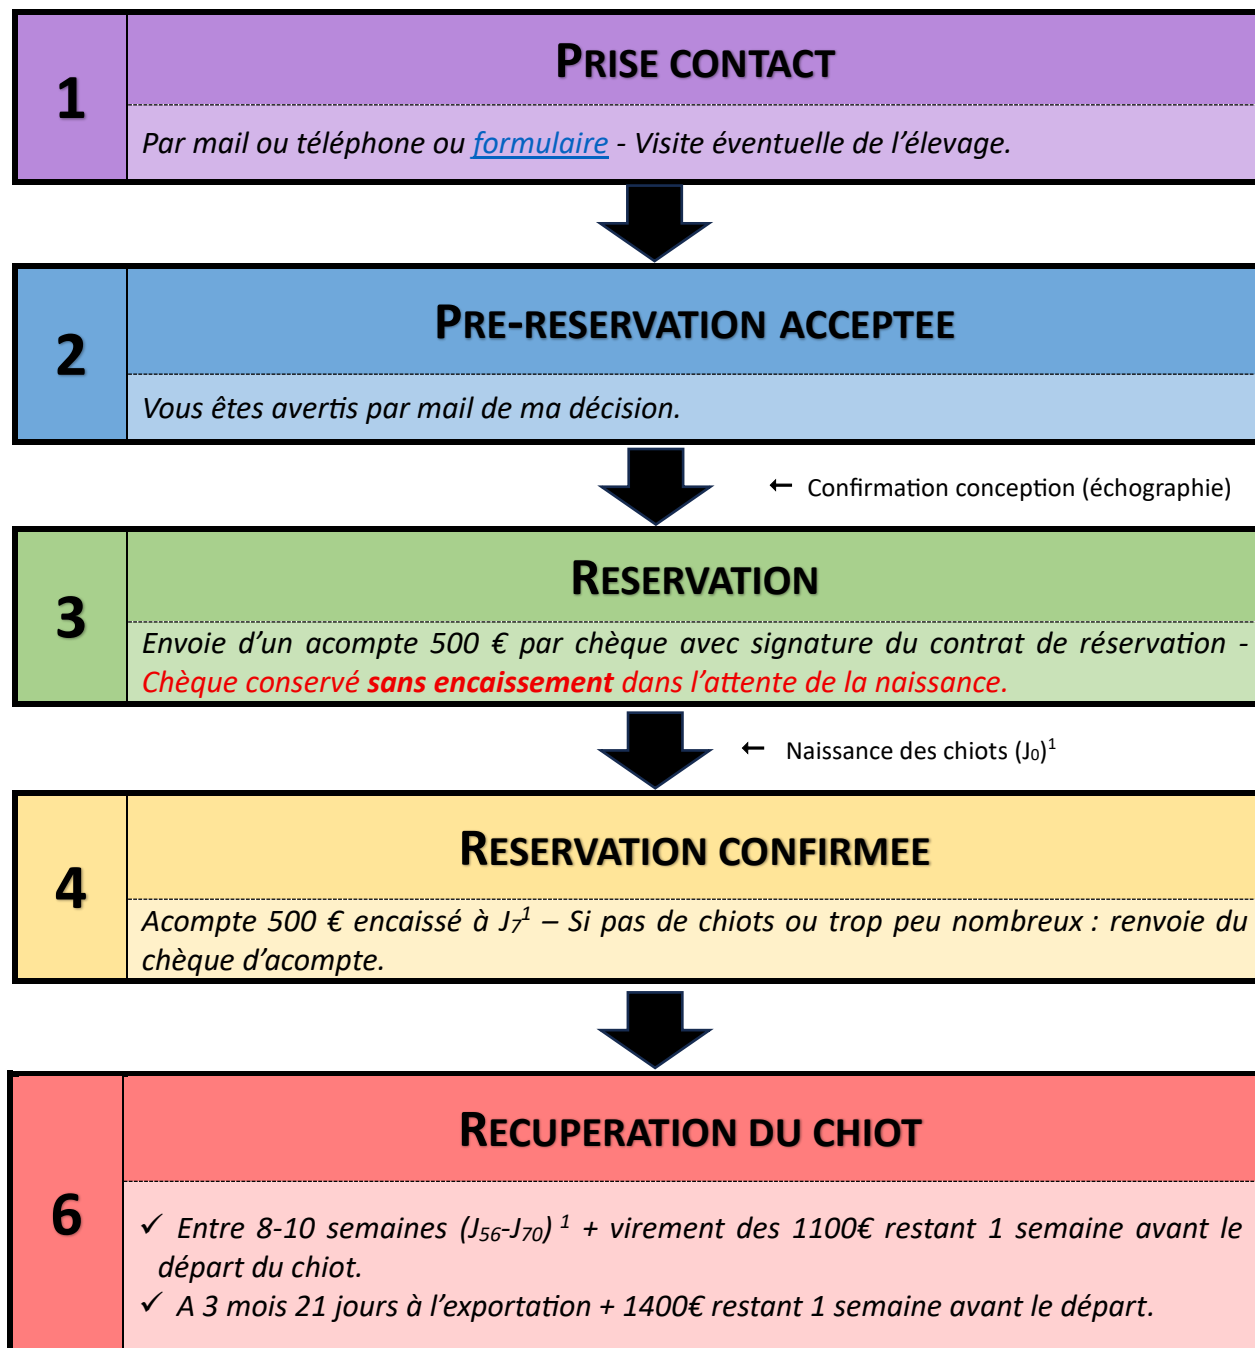 1
PRISE CONTACT
Par mail ou téléphone ou formulaire - Visite éventuelle de l’élevage.
2
PRE-RESERVATION ACCEPTEE
Vous êtes avertis par mail de ma décision.
← Confirmation conception (échographie)
3
RESERVATION
Envoie d’un acompte 500 € par chèque avec signature du contrat de réservation -
Chèque conservé sans encaissement dans l’attente de la naissance.
← Naissance des chiots (J₀)¹
4
RESERVATION CONFIRMEE
Acompte 500 € encaissé à J₇¹ – Si pas de chiots ou trop peu nombreux : renvoie du
chèque d’acompte.
6
RECUPERATION DU CHIOT
✓ Entre 8-10 semaines (J₅₆-J₇₀) ¹ + virement des 1100€ restant 1 semaine avant le
départ du chiot.
✓ A 3 mois 21 jours à l’exportation + 1400€ restant 1 semaine avant le départ.